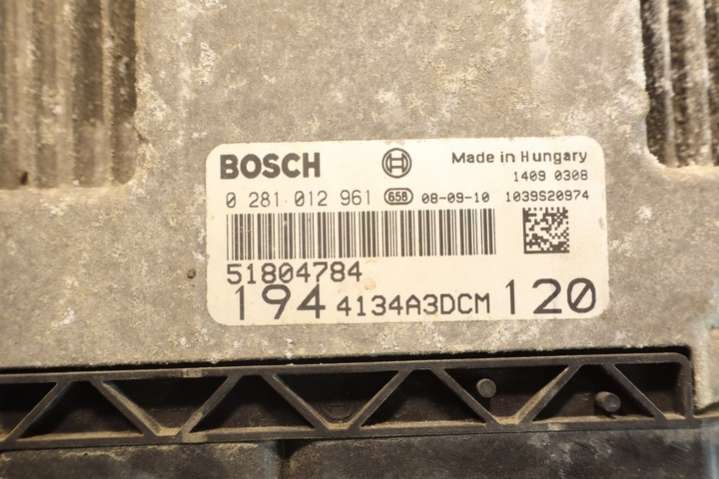 BOSCH Made in Hungary
1409 0308
0 281 012 961 658 08-09-10 1039S20974
51804784
194 4134A3DCM 120